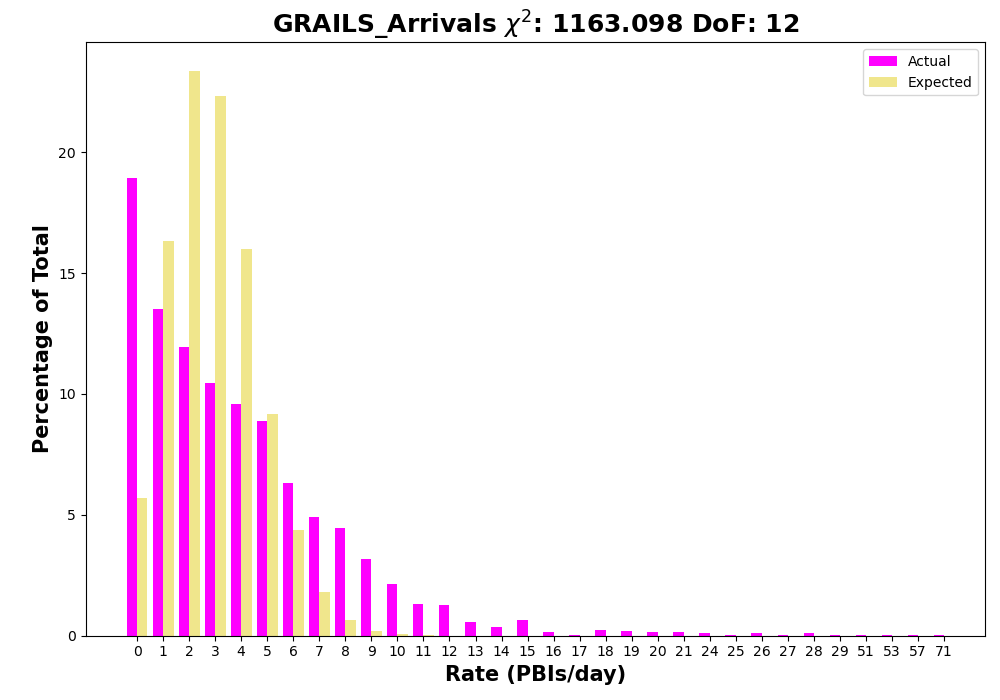 GRAILS_Arrivals χ²: 1163.098 DoF: 12
Actual
Expected
Percentage of Total
20
15
10
5
0
0 1 2 3 4 5 6 7 8 9 10 11 12 13 14 15 16 17 18 19 20 21 24 25 26 27 28 29 51 53 57 71
Rate (PBIs/day)